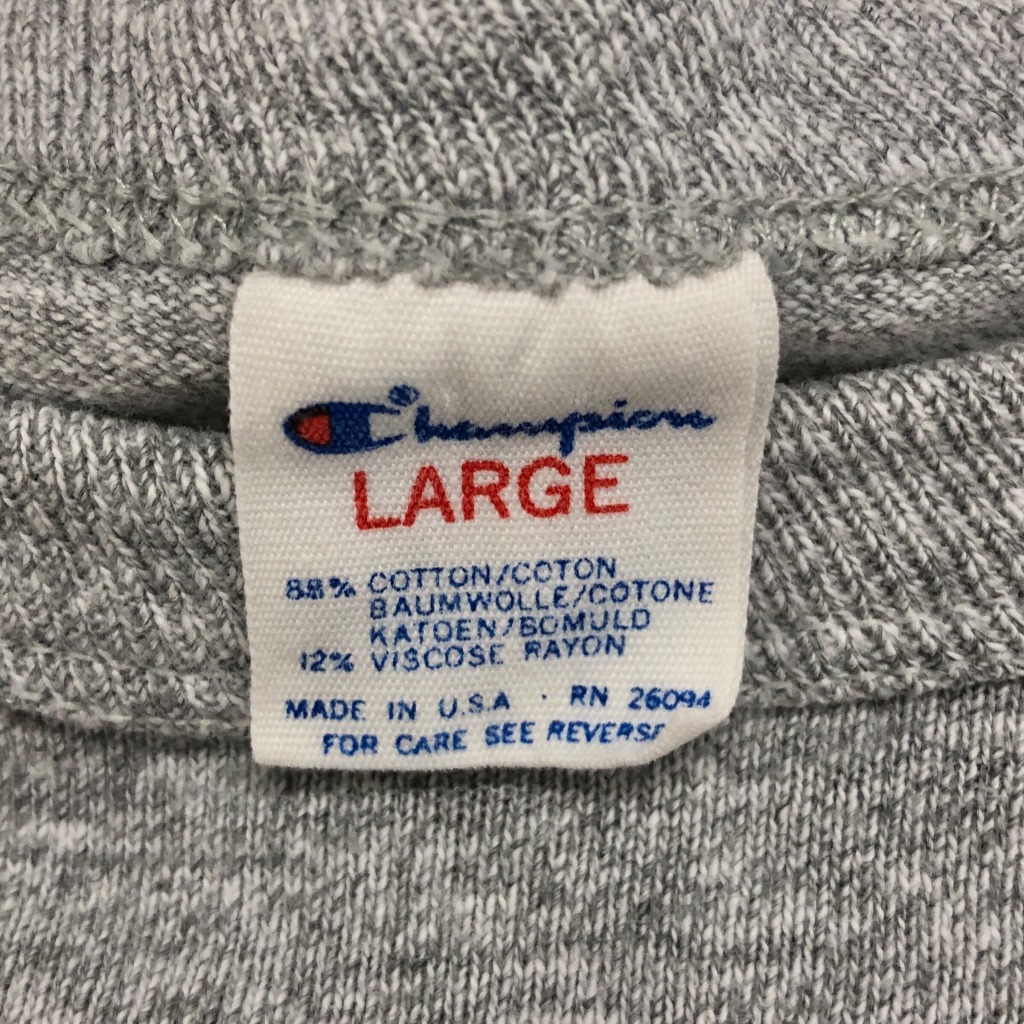 Champion
LARGE
88% COTTON/COTON
BAUMWOLLE/COTONE
KATOEN/BOMULD
12% VISCOSE RAYON
MADE IN U.S.A · RN 26094
FOR CARE SEE REVERSE